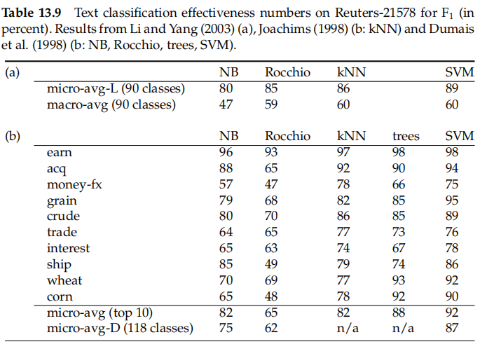 Table 13.9 Text classification effectiveness numbers on Reuters-21578 for F1 (in
percent). Results from Li and Yang (2003) (a), Joachims (1998) (b: kNN) and Dumais
et al. (1998) (b: NB, Rocchio, trees, SVM).
(a) NB Rocchio kNN SVM
micro-avg-L (90 classes) 80 85 86 89
macro-avg (90 classes) 47 59 60 60
(b) NB Rocchio kNN trees SVM
earn 96 93 97 98 98
acq 88 65 92 90 94
money-fx 57 47 78 66 75
grain 79 68 82 85 95
crude 80 70 86 85 89
trade 64 65 77 73 76
interest 65 63 74 67 78
ship 85 49 79 74 86
wheat 70 69 77 93 92
corn 65 48 78 92 90
micro-avg (top 10) 82 65 82 88 92
micro-avg-D (118 classes) 75 62 n/a n/a 87